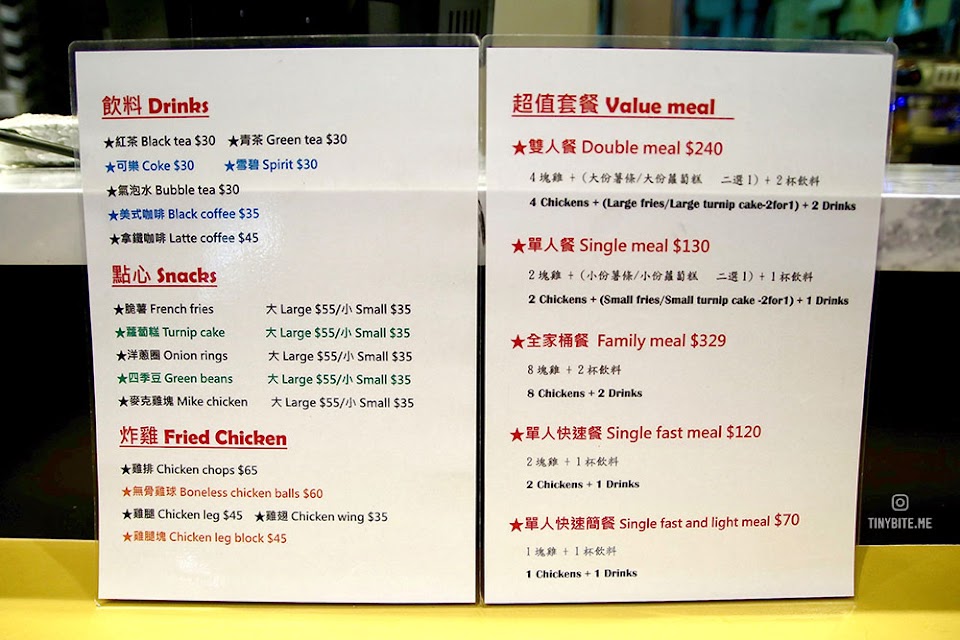 飲料 Drinks
★紅茶 Black tea $30 ★青茶 Green tea $30
★可樂 Coke $30 ★雪碧 Spirit $30
★氣泡水 Bubble tea $30
★美式咖啡 Black coffee $35
★拿鐵咖啡 Latte coffee $45
點心 Snacks
★脆薯 French fries 大 Large $55/小 Small $35
★蘿蔔糕 Turnip cake 大 Large $55/小 Small $35
★洋蔥圈 Onion rings 大 Large $55/小 Small $35
★四季豆 Green beans 大 Large $55/小 Small $35
★麥克雞塊 Mike chicken 大 Large $55/小 Small $35
炸雞 Fried Chicken
★雞排 Chicken chops $65
★無骨雞球 Boneless chicken balls $60
★雞腿 Chicken leg $45 ★雞翅 Chicken wing $35
★雞腿塊 Chicken leg block $45
超值套餐 Value meal
★雙人餐 Double meal $240
4 塊雞 + (大份薯條/大份蘿蔔糕 二選1) + 2 杯飲料
4 Chickens + (Large fries/Large turnip cake-2for1) + 2 Drinks
★單人餐 Single meal $130
2 塊雞 + (小份薯條/小份蘿蔔糕 二選1) + 1 杯飲料
2 Chickens + (Small fries/Small turnip cake -2for1) + 1 Drinks
★全家桶餐 Family meal $329
8 塊雞 + 2 杯飲料
8 Chickens + 2 Drinks
★單人快速餐 Single fast meal $120
2 塊雞 + 1 杯飲料
2 Chickens + 1 Drinks
★單人快速簡餐 Single fast and light meal $70
1 塊雞 + 1 杯飲料
1 Chickens + 1 Drinks
TINYBITE.ME